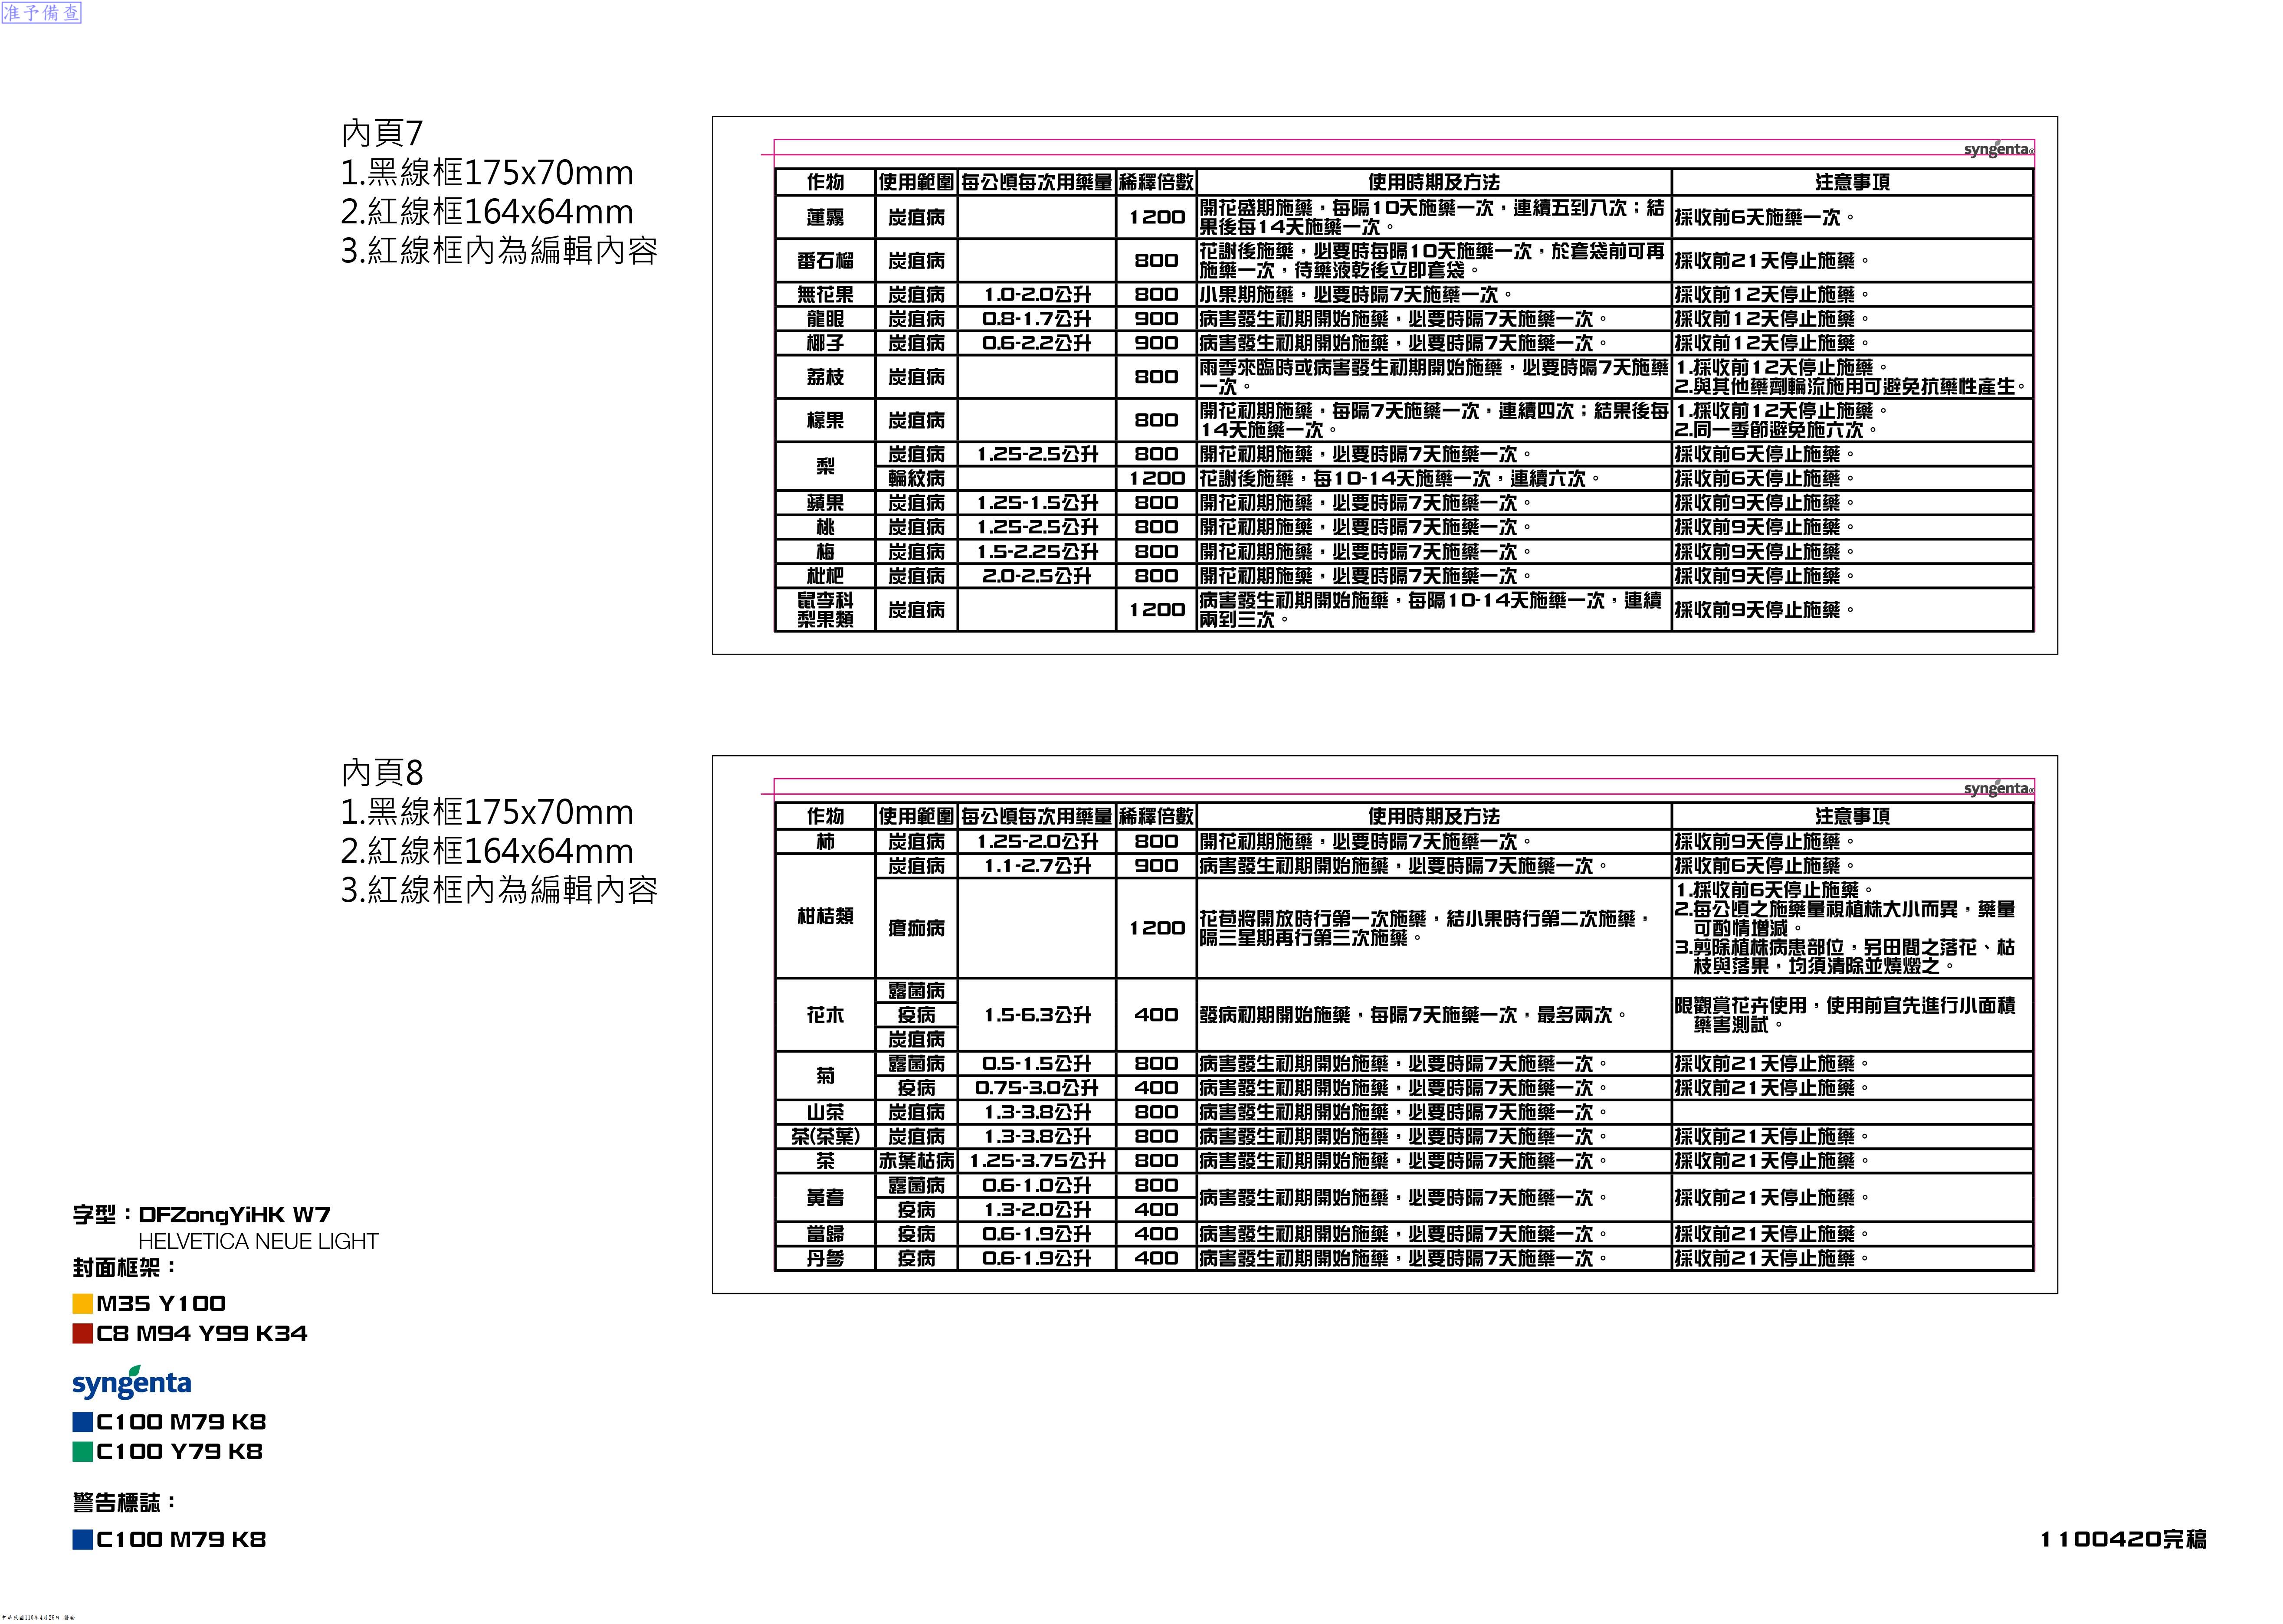 准予備查
內頁7
1.黑線框175x70mm
2.紅線框164x64mm
3.紅線框內為編輯內容
syngenta®
作物 使用範圍 每公頃每次用藥量 稀釋倍數 使用時期及方法 注意事項
蓮霧 炭疽病 1200 開花盛期施藥，每隔10天施藥一次，連續五到八次；結
果後每14天施藥一次。 採收前6天施藥一次。
番石榴 炭疽病 800 花謝後施藥，必要時每隔10天施藥一次，於套袋前可再
施藥一次，待藥液乾後立即套袋。 採收前21天停止施藥。
無花果 炭疽病 1.0-2.0公升 800 小果期施藥，必要時隔7天施藥一次。 採收前12天停止施藥。
龍眼 炭疽病 0.8-1.7公升 900 病害發生初期開始施藥，必要時隔7天施藥一次。 採收前12天停止施藥。
椰子 炭疽病 0.6-2.2公升 900 病害發生初期開始施藥，必要時隔7天施藥一次。 採收前12天停止施藥。
荔枝 炭疽病 800 雨季來臨時或病害發生初期開始施藥，必要時隔7天施藥
一次。 1.採收前12天停止施藥。
2.與其他藥劑輪流施用可避免抗藥性產生。
檬果 炭疽病 800 開花初期施藥，每隔7天施藥一次，連續四次；結果後每
14天施藥一次。 1.採收前12天停止施藥。
2.同一季節避免施六次。
梨 炭疽病 1.25-2.5公升 800 開花初期施藥，必要時隔7天施藥一次。 採收前6天停止施藥。
輪紋病 1200 花謝後施藥，每10-14天施藥一次，連續六次。 採收前6天停止施藥。
蘋果 炭疽病 1.25-1.5公升 800 開花初期施藥，必要時隔7天施藥一次。 採收前9天停止施藥。
桃 炭疽病 1.25-2.5公升 800 開花初期施藥，必要時隔7天施藥一次。 採收前9天停止施藥。
梅 炭疽病 1.5-2.25公升 800 開花初期施藥，必要時隔7天施藥一次。 採收前9天停止施藥。
枇杷 炭疽病 2.0-2.5公升 800 開花初期施藥，必要時隔7天施藥一次。 採收前9天停止施藥。
鼠李科
梨果類 炭疽病 1200 病害發生初期開始施藥，每隔10-14天施藥一次，連續
兩到三次。 採收前9天停止施藥。
內頁8
1.黑線框175x70mm
2.紅線框164x64mm
3.紅線框內為編輯內容
syngenta®
作物 使用範圍 每公頃每次用藥量 稀釋倍數 使用時期及方法 注意事項
柿 炭疽病 1.25-2.0公升 800 開花初期施藥，必要時隔7天施藥一次。 採收前9天停止施藥。
柑桔類 炭疽病 1.1-2.7公升 900 病害發生初期開始施藥，必要時隔7天施藥一次。 採收前6天停止施藥。
瘡痂病 1200 花苞將開放時行第一次施藥，結小果時行第二次施藥，
隔三星期再行第三次施藥。 1.採收前6天停止施藥。
2.每公頃之施藥量視植株大小而異，藥量
可酌情增減。
3.剪除植株病患部位，另田間之落花、枯
枝與落果，均須清除並燒燬之。
花木 露菌病
疫病 1.5-6.3公升 400 發病初期開始施藥，每隔7天施藥一次，最多兩次。 限觀賞花卉使用，使用前宜先進行小面積
藥害測試。
炭疽病
菊 露菌病 0.5-1.5公升 800 病害發生初期開始施藥，必要時隔7天施藥一次。 採收前21天停止施藥。
疫病 0.75-3.0公升 400 病害發生初期開始施藥，必要時隔7天施藥一次。 採收前21天停止施藥。
山茶 炭疽病 1.3-3.8公升 800 病害發生初期開始施藥，必要時隔7天施藥一次。
茶(茶葉) 炭疽病 1.3-3.8公升 800 病害發生初期開始施藥，必要時隔7天施藥一次。 採收前21天停止施藥。
茶 赤葉枯病 1.25-3.75公升 800 病害發生初期開始施藥，必要時隔7天施藥一次。 採收前21天停止施藥。
黃耆 露菌病 0.6-1.0公升 800 病害發生初期開始施藥，必要時隔7天施藥一次。 採收前21天停止施藥。
疫病 1.3-2.0公升 400
當歸 疫病 0.6-1.9公升 400 病害發生初期開始施藥，必要時隔7天施藥一次。 採收前21天停止施藥。
丹參 疫病 0.6-1.9公升 400 病害發生初期開始施藥，必要時隔7天施藥一次。 採收前21天停止施藥。
字型：DFZongYiHK W7
HELVETICA NEUE LIGHT
封面框架：
M35 Y100
C8 M94 Y99 K34
syngenta
C100 M79 K8
C100 Y79 K8
警告標誌：
C100 M79 K8
1100420完稿
中華民國110年4月26日